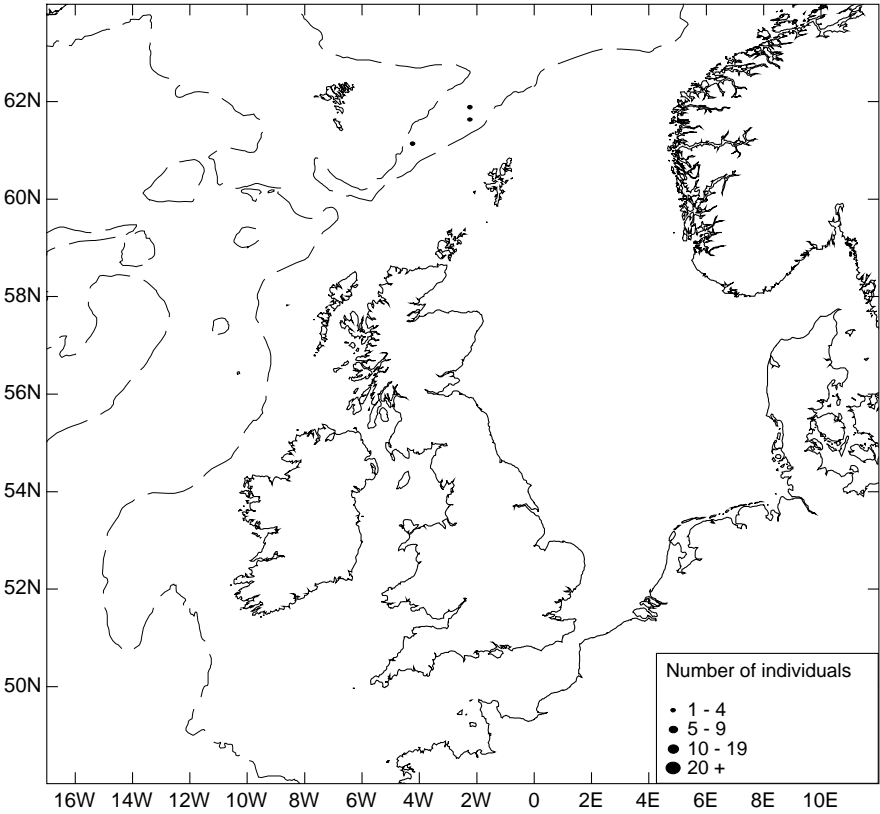 62N
60N
58N
56N
54N
52N
50N
Number of individuals
1 - 4
5 - 9
10 - 19
20 +
16W 14W 12W 10W 8W 6W 4W 2W 0 2E 4E 6E 8E 10E